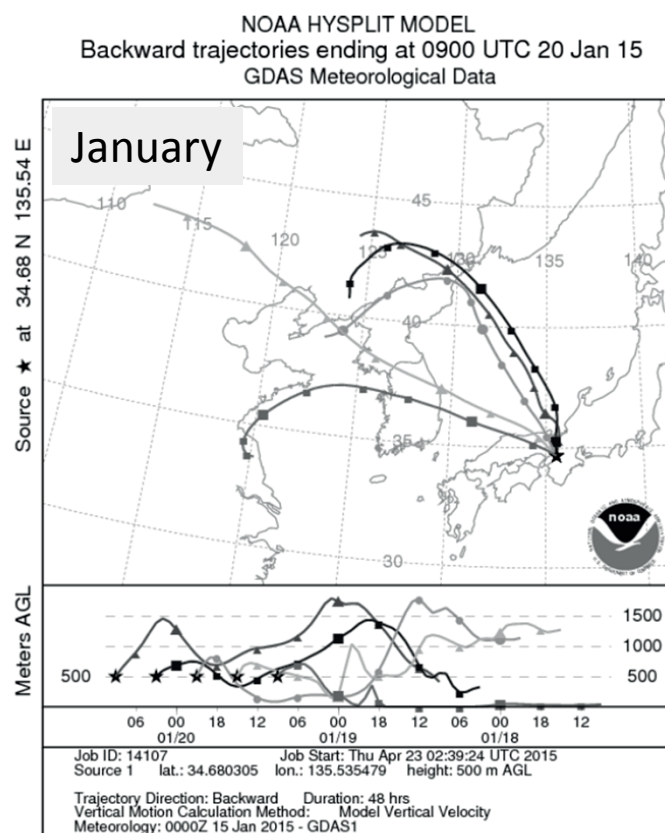 NOAA HYSPLIT MODEL
Backward trajectories ending at 0900 UTC 20 Jan 15
GDAS Meteorological Data
January
Source ★ at 34.68 N 135.54 E
110
115
120
125
130
135
140
45
40
35
30
noaa
Meters AGL
500
1500
1000
500
06 00 18 12 06 00 18 12 06 00 18 12
01/20 01/19 01/18
Job ID: 14107 Job Start: Thu Apr 23 02:39:24 UTC 2015
Source 1 lat.: 34.680305 lon.: 135.535479 height: 500 m AGL
Trajectory Direction: Backward Duration: 48 hrs
Vertical Motion Calculation Method: Model Vertical Velocity
Meteorology: 0000Z 15 Jan 2015 - GDAS1